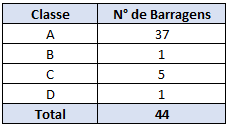 Classe N° de Barragens
A 37
B 1
C 5
D 1
Total 44